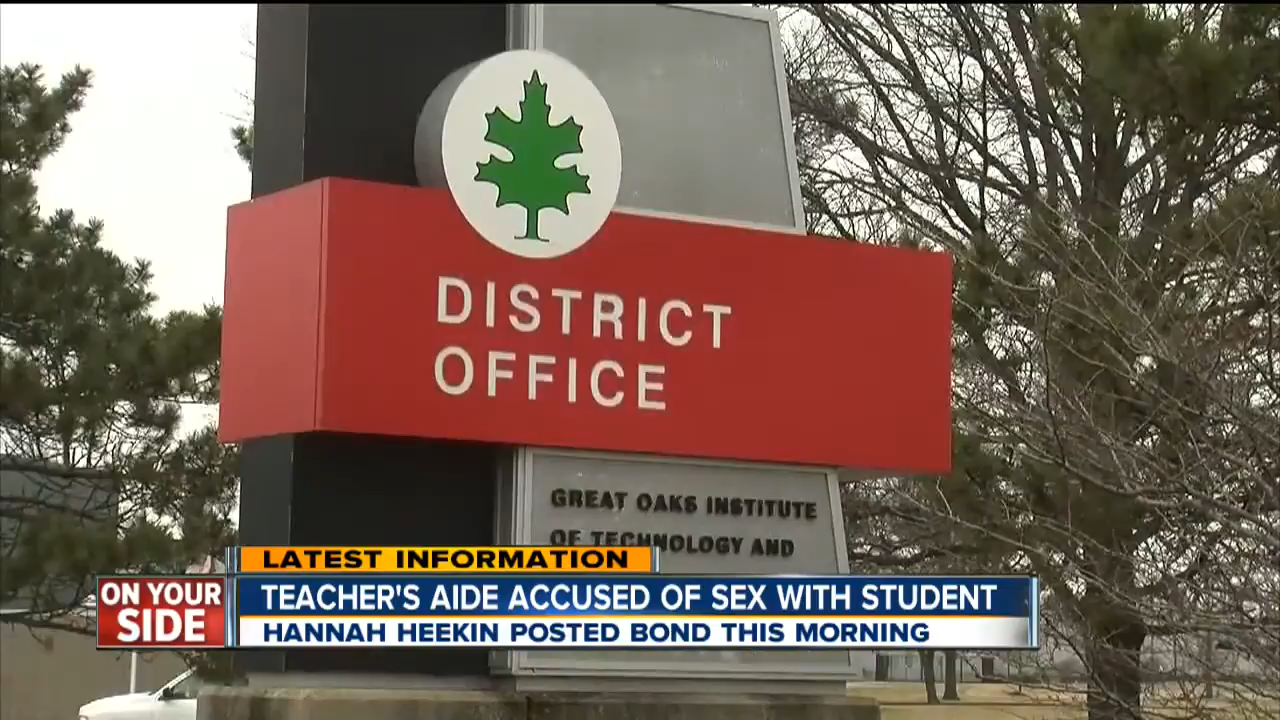 DISTRICT
OFFICE
GREAT OAKS INSTITUTE
OF TECHNOLOGY AND
LATEST INFORMATION
ON YOUR
SIDE
TEACHER'S AIDE ACCUSED OF SEX WITH STUDENT
HANNAH HEEKIN POSTED BOND THIS MORNING